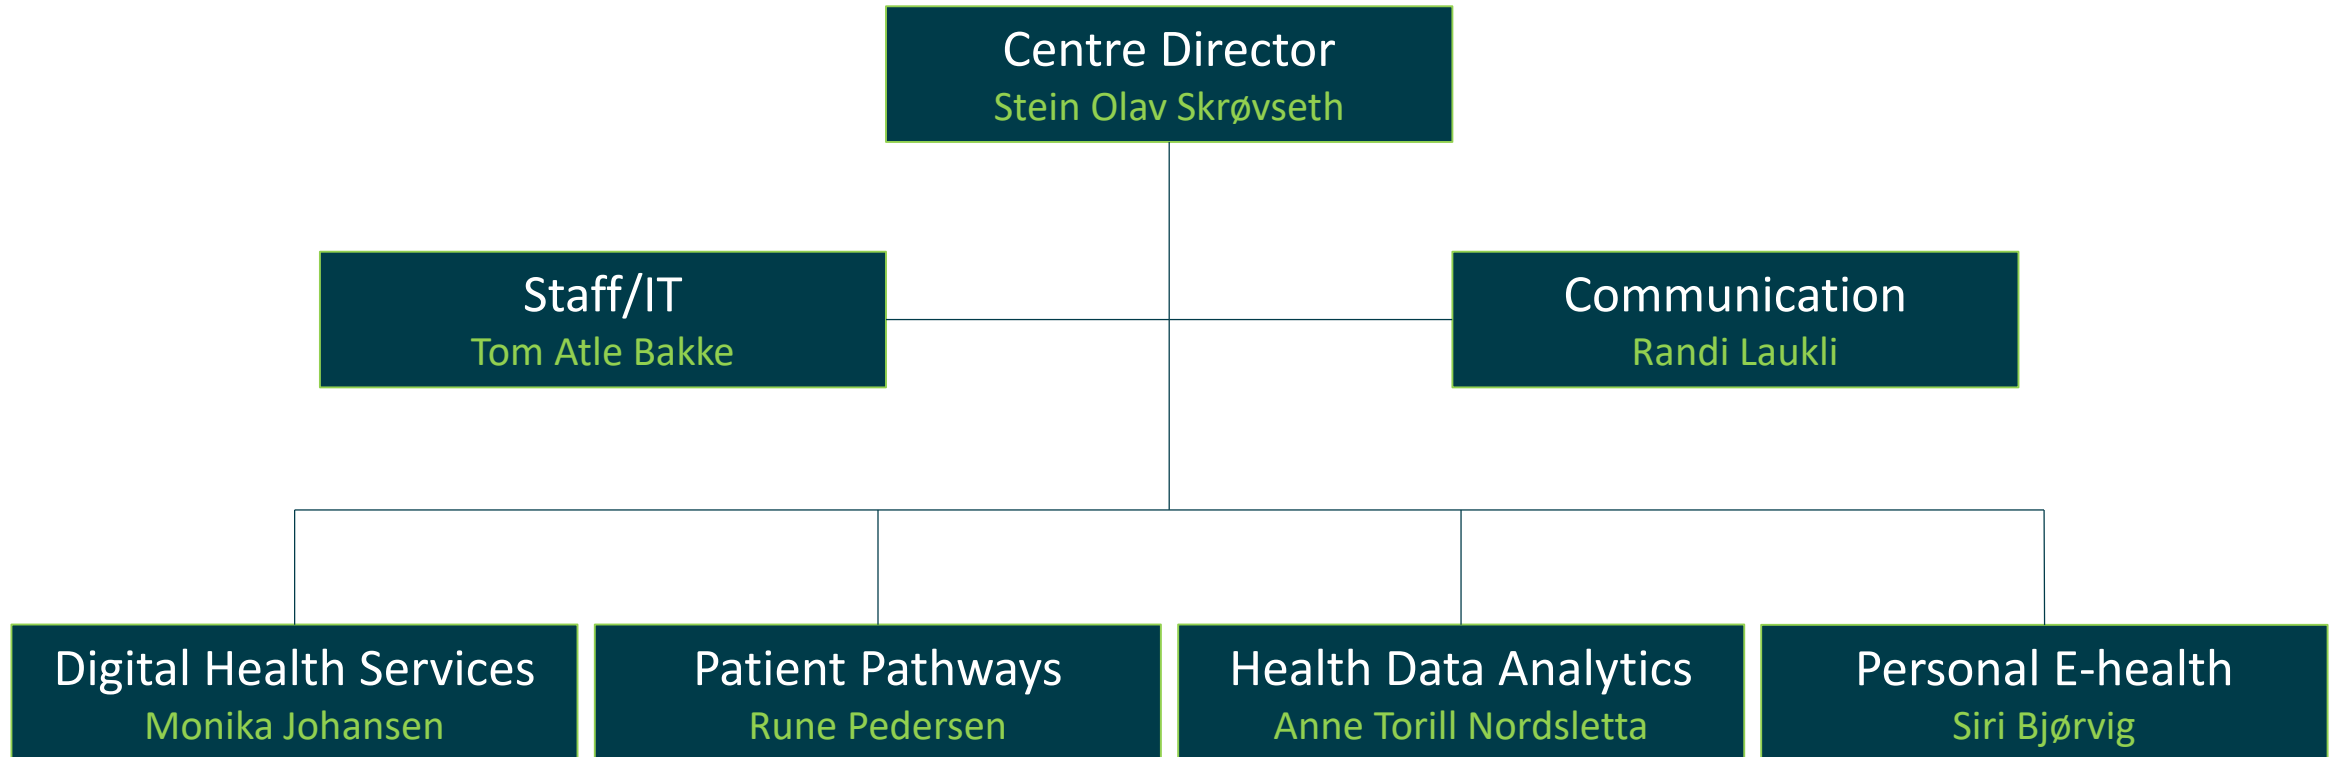 Centre Director
Stein Olav Skrøvseth
Staff/IT
Tom Atle Bakke
Communication
Randi Laukli
Digital Health Services
Monika Johansen
Patient Pathways
Rune Pedersen
Health Data Analytics
Anne Torill Nordsletta
Personal E-health
Siri Bjørvig